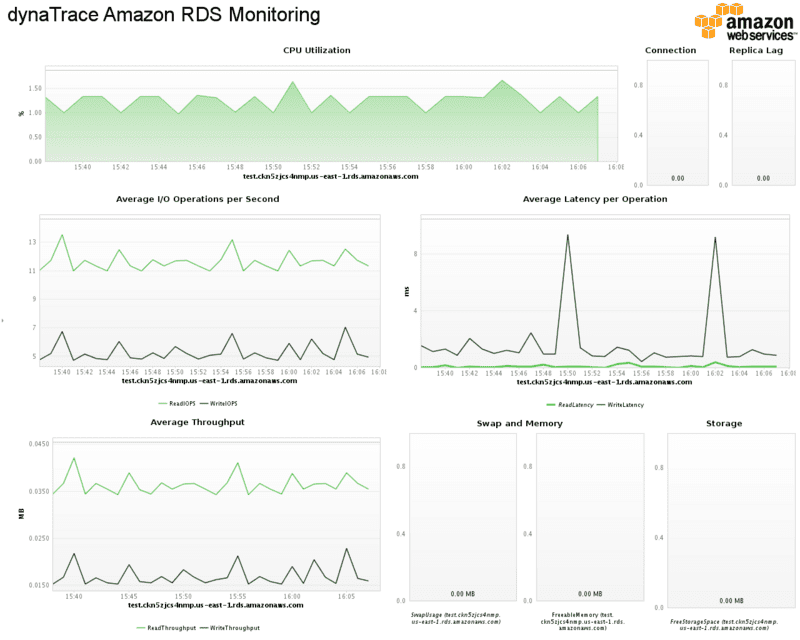 dynaTrace Amazon RDS Monitoring
amazon
webservices™
CPU Utilization
Connection
Replica Lag
%
1.50
1.00
0.50
0.00
15:40 15:42 15:44 15:46 15:48 15:50 15:52 15:54 15:56 15:58 16:00 16:02 16:04 16:06 16:08
test.ckn5zjcs4nmp.us-east-1.rds.amazonaws.com
0.8
0.4
0.0
0.00
0.8
0.4
0.0
0.00
Average I/O Operations per Second
13
11
9
7
5
15:40 15:42 15:44 15:46 15:48 15:50 15:52 15:54 15:56 15:58 16:00 16:02 16:04 16:06
test.ckn5zjcs4nmp.us-east-1.rds.amazonaws.com
ReadIOPS WriteIOPS
Average Latency per Operation
ms
8
4
0
15:40 15:42 15:44 15:46 15:48 15:50 15:52 15:54 15:56 15:58 16:00 16:02 16:04 16:06
test.ckn5zjcs4nmp.us-east-1.rds.amazonaws.com
ReadLatency WriteLatency
Average Throughput
MB
0.0450
0.0350
0.0250
0.0150
15:40 15:45 15:50 15:55 16:00 16:05
test.ckn5zjcs4nmp.us-east-1.rds.amazonaws.com
ReadThroughput WriteThroughput
Swap and Memory
0.8
0.4
0.0
0.00 MB
SwapUsage (test.ckn5zjcs4nmp.
us-east-1.rds.amazonaws.com)
0.8
0.4
0.0
0.00 MB
FreeableMemory (test.
ckn5zjcs4nmp.us-east-1.rds.
amazonaws.com)
Storage
0.8
0.4
0.0
0.00 MB
FreeStorageSpace (test.ckn5zjcs4nmp.
us-east-1.rds.amazonaws.com)